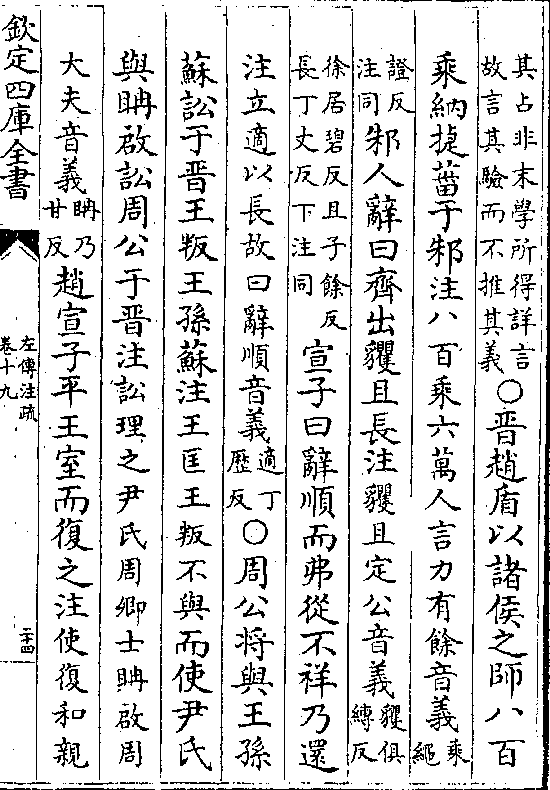 其占非末學所得詳言
故言其驗而不推其義
○晋趙盾以諸侯之師八百
乘納捷菑于邾注八百乘六萬人言力有餘音義
乘繩
證反
注同
邾人辭曰齊出貜且長注貜且定公音義
貜俱縛反
徐居碧反且子餘反
長丁丈反下注同
宣子曰辭順而弗從不祥乃還
注立適以長故曰辭順音義
適丁
歷反
○周公将與王孫
蘇訟于晋王叛王孫蘇注王匡王叛不與而使尹氏
與聃啟訟周公于晋注訟理之尹氏周卿士聃啟周
大夫音義
聃乃
甘反
趙宣子平王室而復之注使復和親
欽定四庫全書
左傳注疏
卷十九
二十四